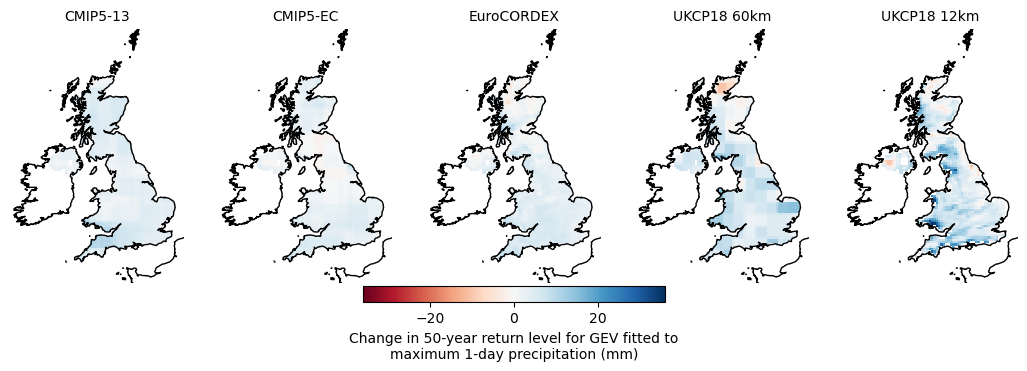 CMIP5-13
CMIP5-EC
EuroCORDEX
UKCP18 60km
UKCP18 12km
−20
0
20
Change in 50-year return level for GEV fitted to
maximum 1-day precipitation (mm)